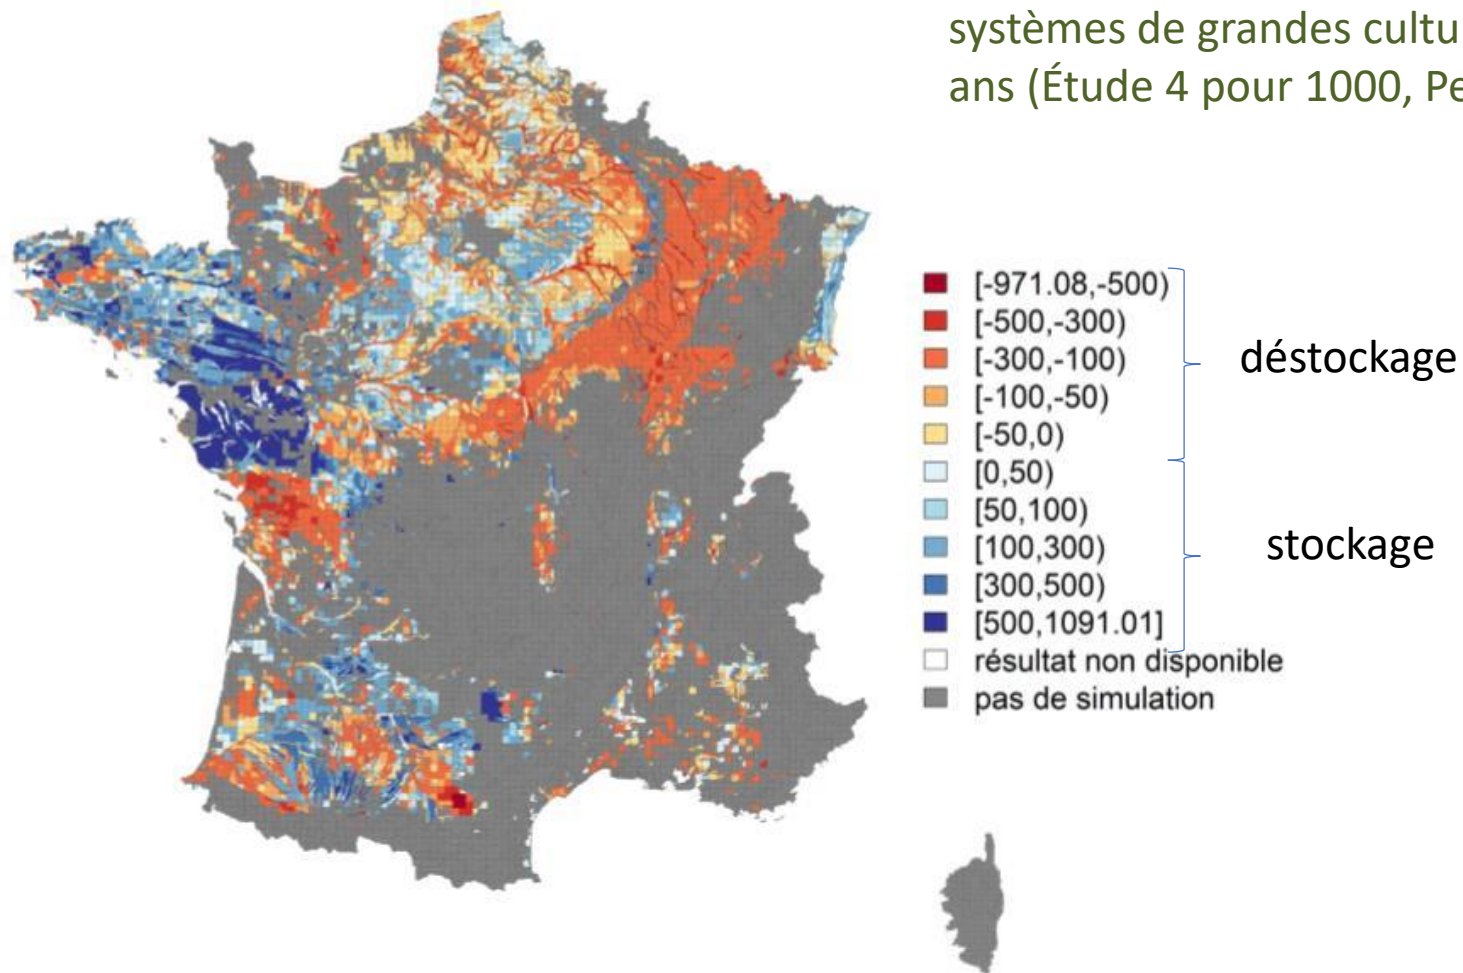 systèmes de grandes cultu
ans (Étude 4 pour 1000, Pe
[-971.08,-500)
[-500,-300)
[-300,-100)
[-100,-50)
[-50,0)
[0,50)
[50,100)
[100,300)
[300,500)
[500,1091.01]
résultat non disponible
pas de simulation
déstockage
stockage